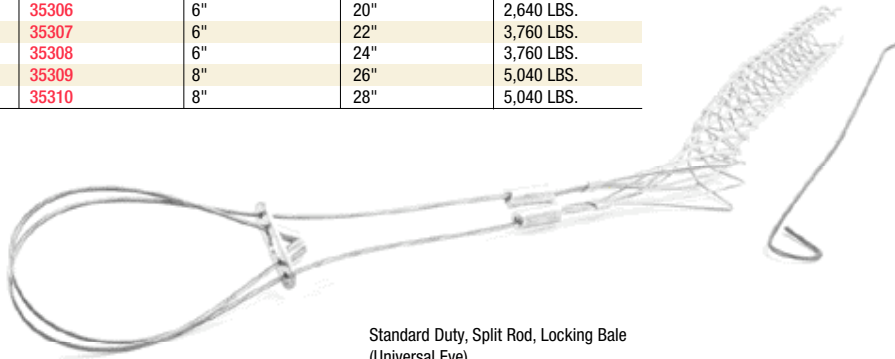 35306 6" 20" 2,640 LBS.
35307 6" 22" 3,760 LBS.
35308 6" 24" 3,760 LBS.
35309 8" 26" 5,040 LBS.
35310 8" 28" 5,040 LBS.
Standard Duty, Split Rod, Locking Bale
(Universal Eye)